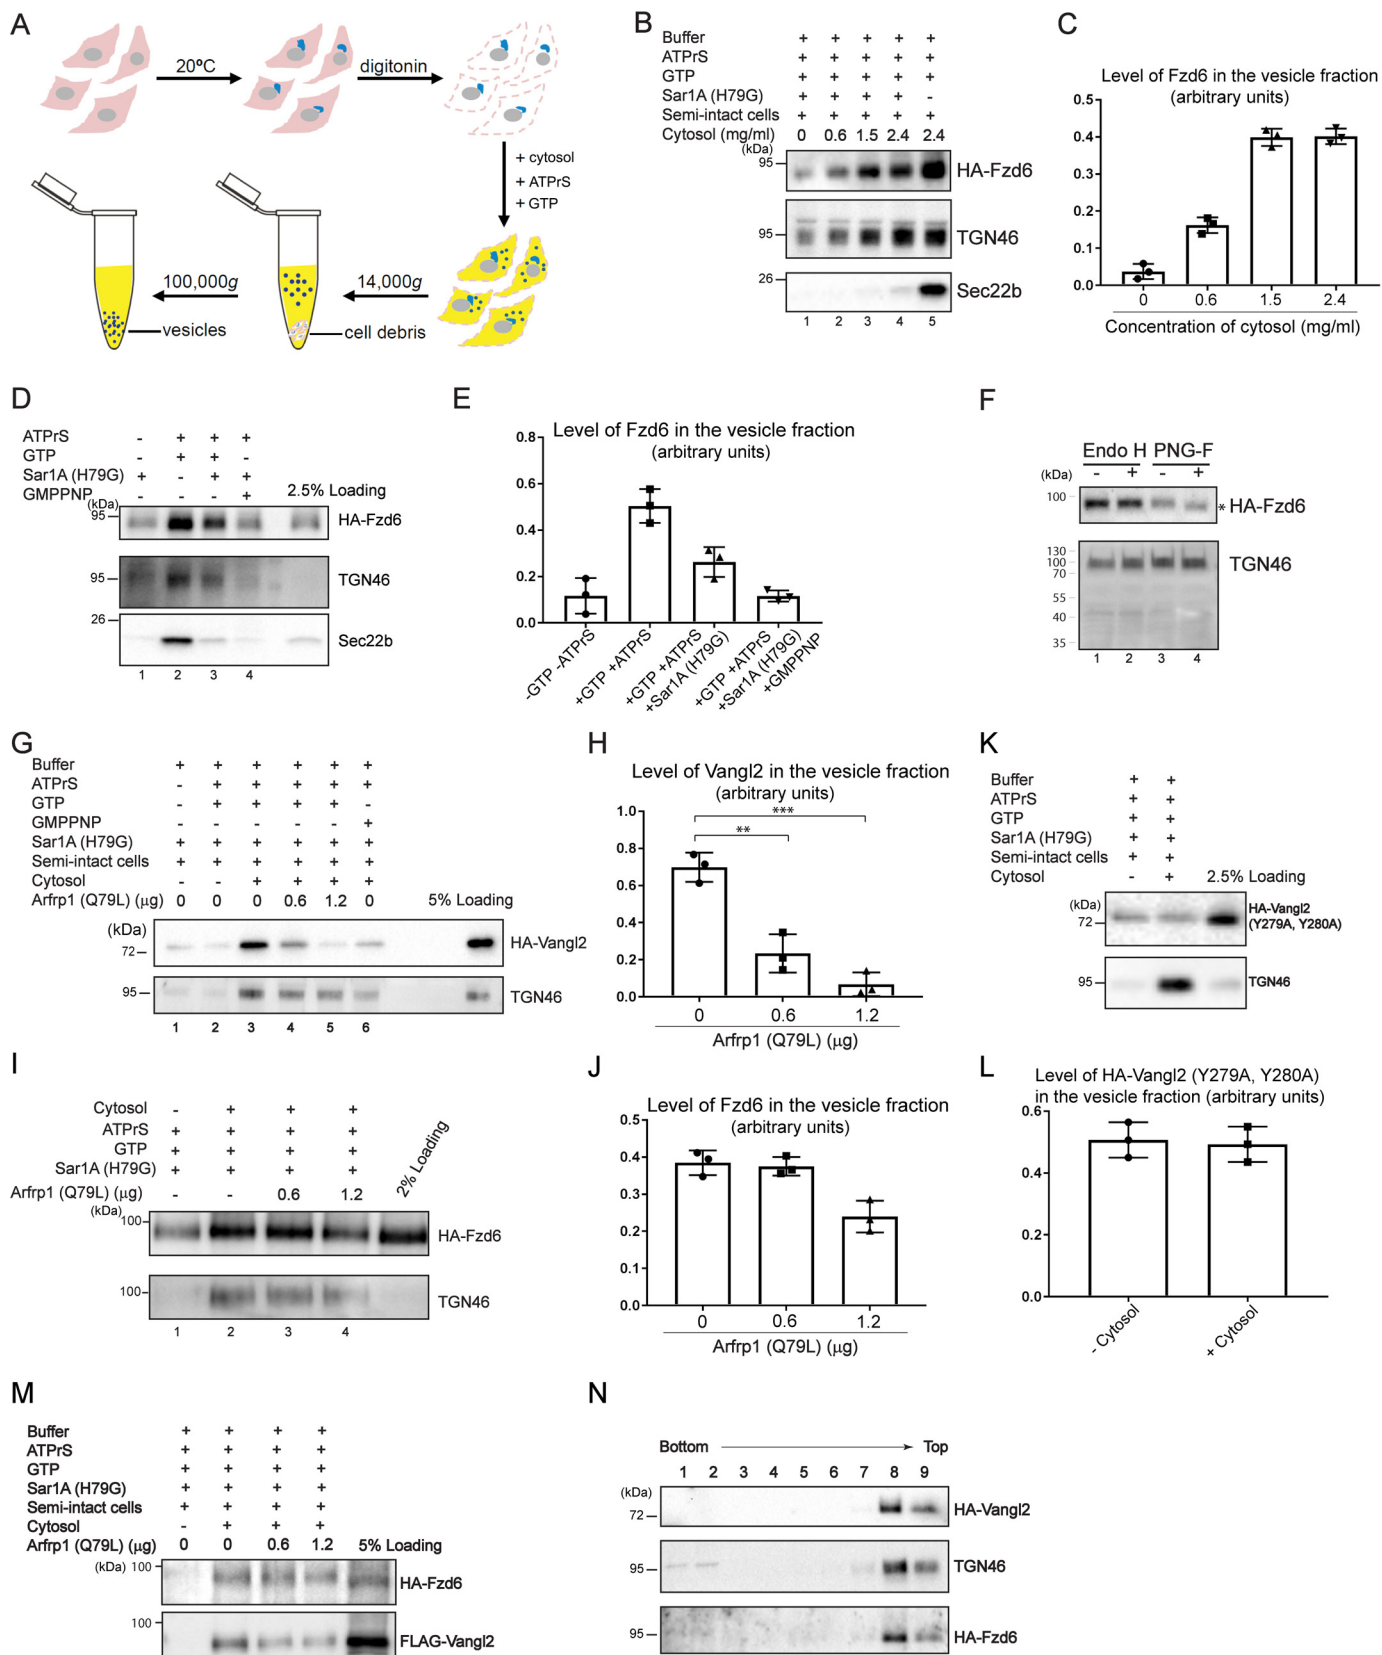 A
20ºC
digitonin
+ cytosol
+ ATPrS
+ GTP
100,000g
14,000g
vesicles
cell debris
B
Buffer + + + + +
ATPrS + + + + +
GTP + + + + +
Sar1A (H79G) + + + + -
Semi-intact cells + + + + +
Cytosol (mg/ml) 0 0.6 1.5 2.4 2.4
(kDa)
95 HA-Fzd6
95 TGN46
26 Sec22b
1 2 3 4 5
C
Level of Fzd6 in the vesicle fraction
(arbitrary units)
0.5
0.4
0.3
0.2
0.1
0.0
0 0.6 1.5 2.4
Concentration of cytosol (mg/ml)
D
ATPrS - + + +
GTP - + + -
Sar1A (H79G) + - + +
GMPPNP - - - + 2.5% Loading
(kDa)
95 HA-Fzd6
95 TGN46
26 Sec22b
1 2 3 4
E
Level of Fzd6 in the vesicle fraction
(arbitrary units)
0.8
0.6
0.4
0.2
0.0
-GTP -ATPrS
+GTP +ATPrS
+GTP +ATPrS
+Sar1A (H79G)
+GTP +ATPrS
+Sar1A (H79G)
+GMPPNP
F
Endo H PNG-F
(kDa) - + - +
100 * HA-Fzd6
130
100
70
55
40
35
TGN46
1 2 3 4
G
Buffer + + + + + +
ATPrS - + + + + +
GTP - + + + + -
GMPPNP - - - - - +
Sar1A (H79G) + + + + + +
Semi-intact cells + + + + + +
Cytosol - - + + + +
Arfrp1 (Q79L) (μg) 0 0 0 0.6 1.2 0 5% Loading
(kDa)
72 HA-Vangl2
95 TGN46
1 2 3 4 5 6
H
Level of Vangl2 in the vesicle fraction
(arbitrary units)
1.0
0.8
0.6
0.4
0.2
0.0
***
**
0 0.6 1.2
Arfrp1 (Q79L) (μg)
K
Buffer + +
ATPrS + +
GTP + +
Sar1A (H79G) + +
Semi-intact cells + +
Cytosol - + 2.5% Loading
(kDa)
72 HA-Vangl2
(Y279A, Y280A)
95 TGN46
I
Cytosol - + + +
ATPrS + + + +
GTP + + + +
Sar1A (H79G) + + + +
Arfrp1 (Q79L) (μg) - - 0.6 1.2
2% Loading
(kDa)
100 HA-Fzd6
100 TGN46
1 2 3 4
J
Level of Fzd6 in the vesicle fraction
(arbitrary units)
0.5
0.4
0.3
0.2
0.1
0.0
0 0.6 1.2
Arfrp1 (Q79L) (μg)
L
Level of HA-Vangl2 (Y279A, Y280A)
in the vesicle fraction (arbitrary units)
0.6
0.4
0.2
0.0
- Cytosol
+ Cytosol
M
Buffer + + + +
ATPrS + + + +
GTP + + + +
Sar1A (H79G) + + + +
Semi-intact cells + + + +
Cytosol - + + +
Arfrp1 (Q79L) (μg) 0 0 0.6 1.2 5% Loading
(kDa) 100 HA-Fzd6
100 FLAG-Vangl2
N
Bottom Top
1 2 3 4 5 6 7 8 9
(kDa)
72 HA-Vangl2
95 TGN46
95 HA-Fzd6